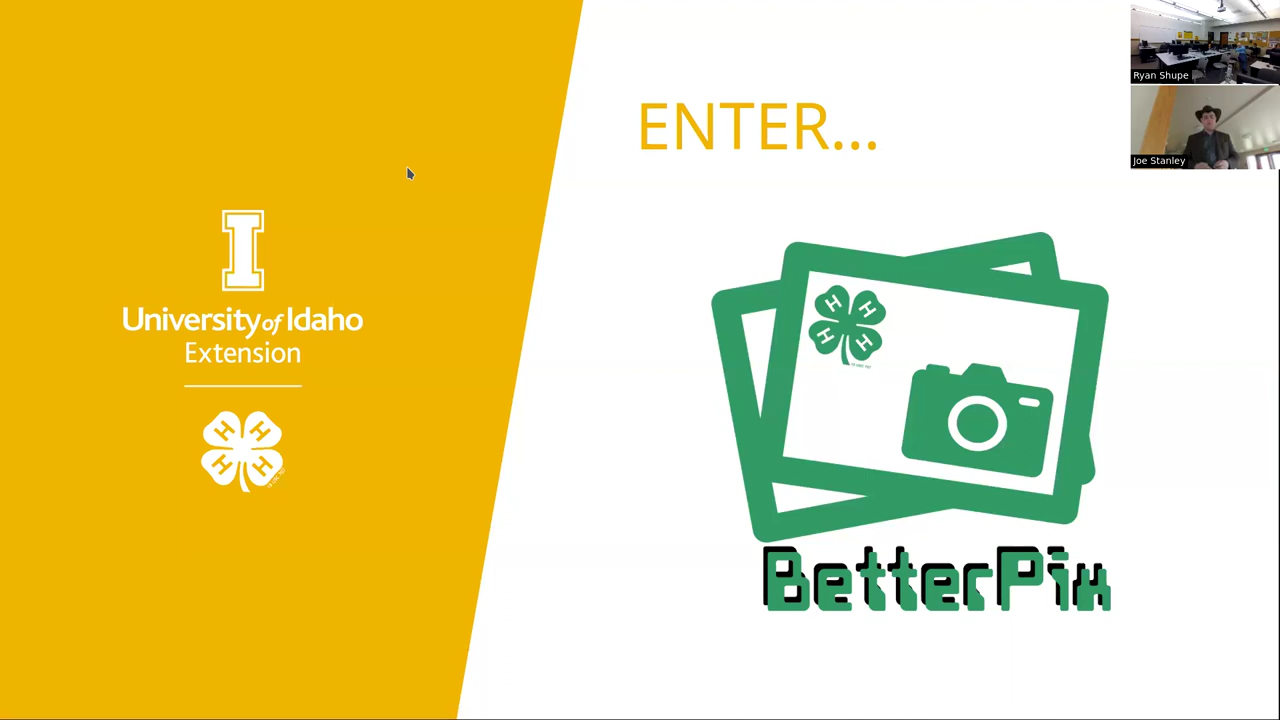 ENTER...
Ryan Shupe
Joe Stanley
I
University of Idaho
Extension
H H
H H
H H
H H
BetterPix